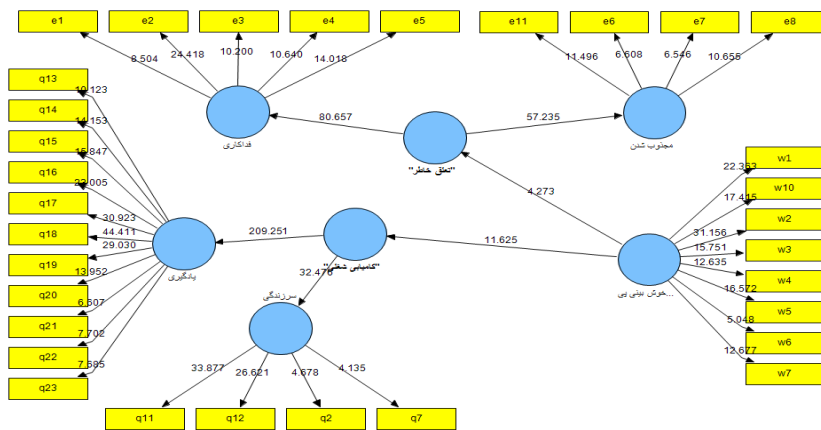 e1
e2
e3
e4
e5
e11
e6
e7
e8
8.504
24.418
10.200
10.640
14.018
11.496
6.608
6.546
10.655
فداکاری
80.657
57.235
مجذوب شدن
"تعلق خاطر"
q13
q14
q15
q16
q17
q18
q19
q20
q21
q22
q23
10.123
14.153
15.847
23.005
30.923
44.411
29.030
13.952
6.607
7.702
7.685
یادگیری
209.251
"کامیابی شغلی"
32.476
4.273
11.625
خوش بینی یی...
22.353
17.415
31.156
15.751
12.635
16.572
5.048
12.677
w1
w10
w2
w3
w4
w5
w6
w7
سرزندگی
33.877
26.621
4.678
4.135
q11
q12
q2
q7